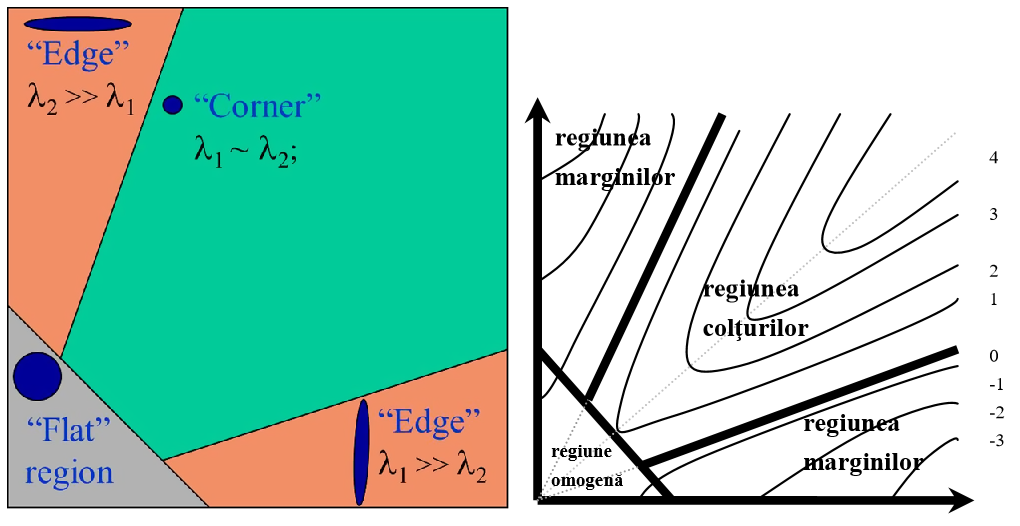 “Edge”
λ2 >> λ1
“Corner”
λ1 ~ λ2;
“Flat”
region
“Edge”
λ1 >> λ2
regiunea
marginilor
regiunea
colţurilor
regiune
omogenă
regiunea
marginilor
4
3
2
1
0
-1
-2
-3